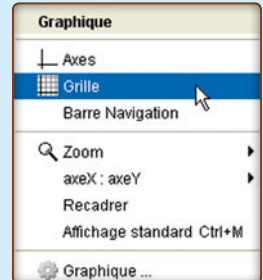 Graphique
Axes
Grille
Barre Navigation
Zoom
axeX : axeY
Recadrer
Affichage standard Ctrl+M
Graphique ...